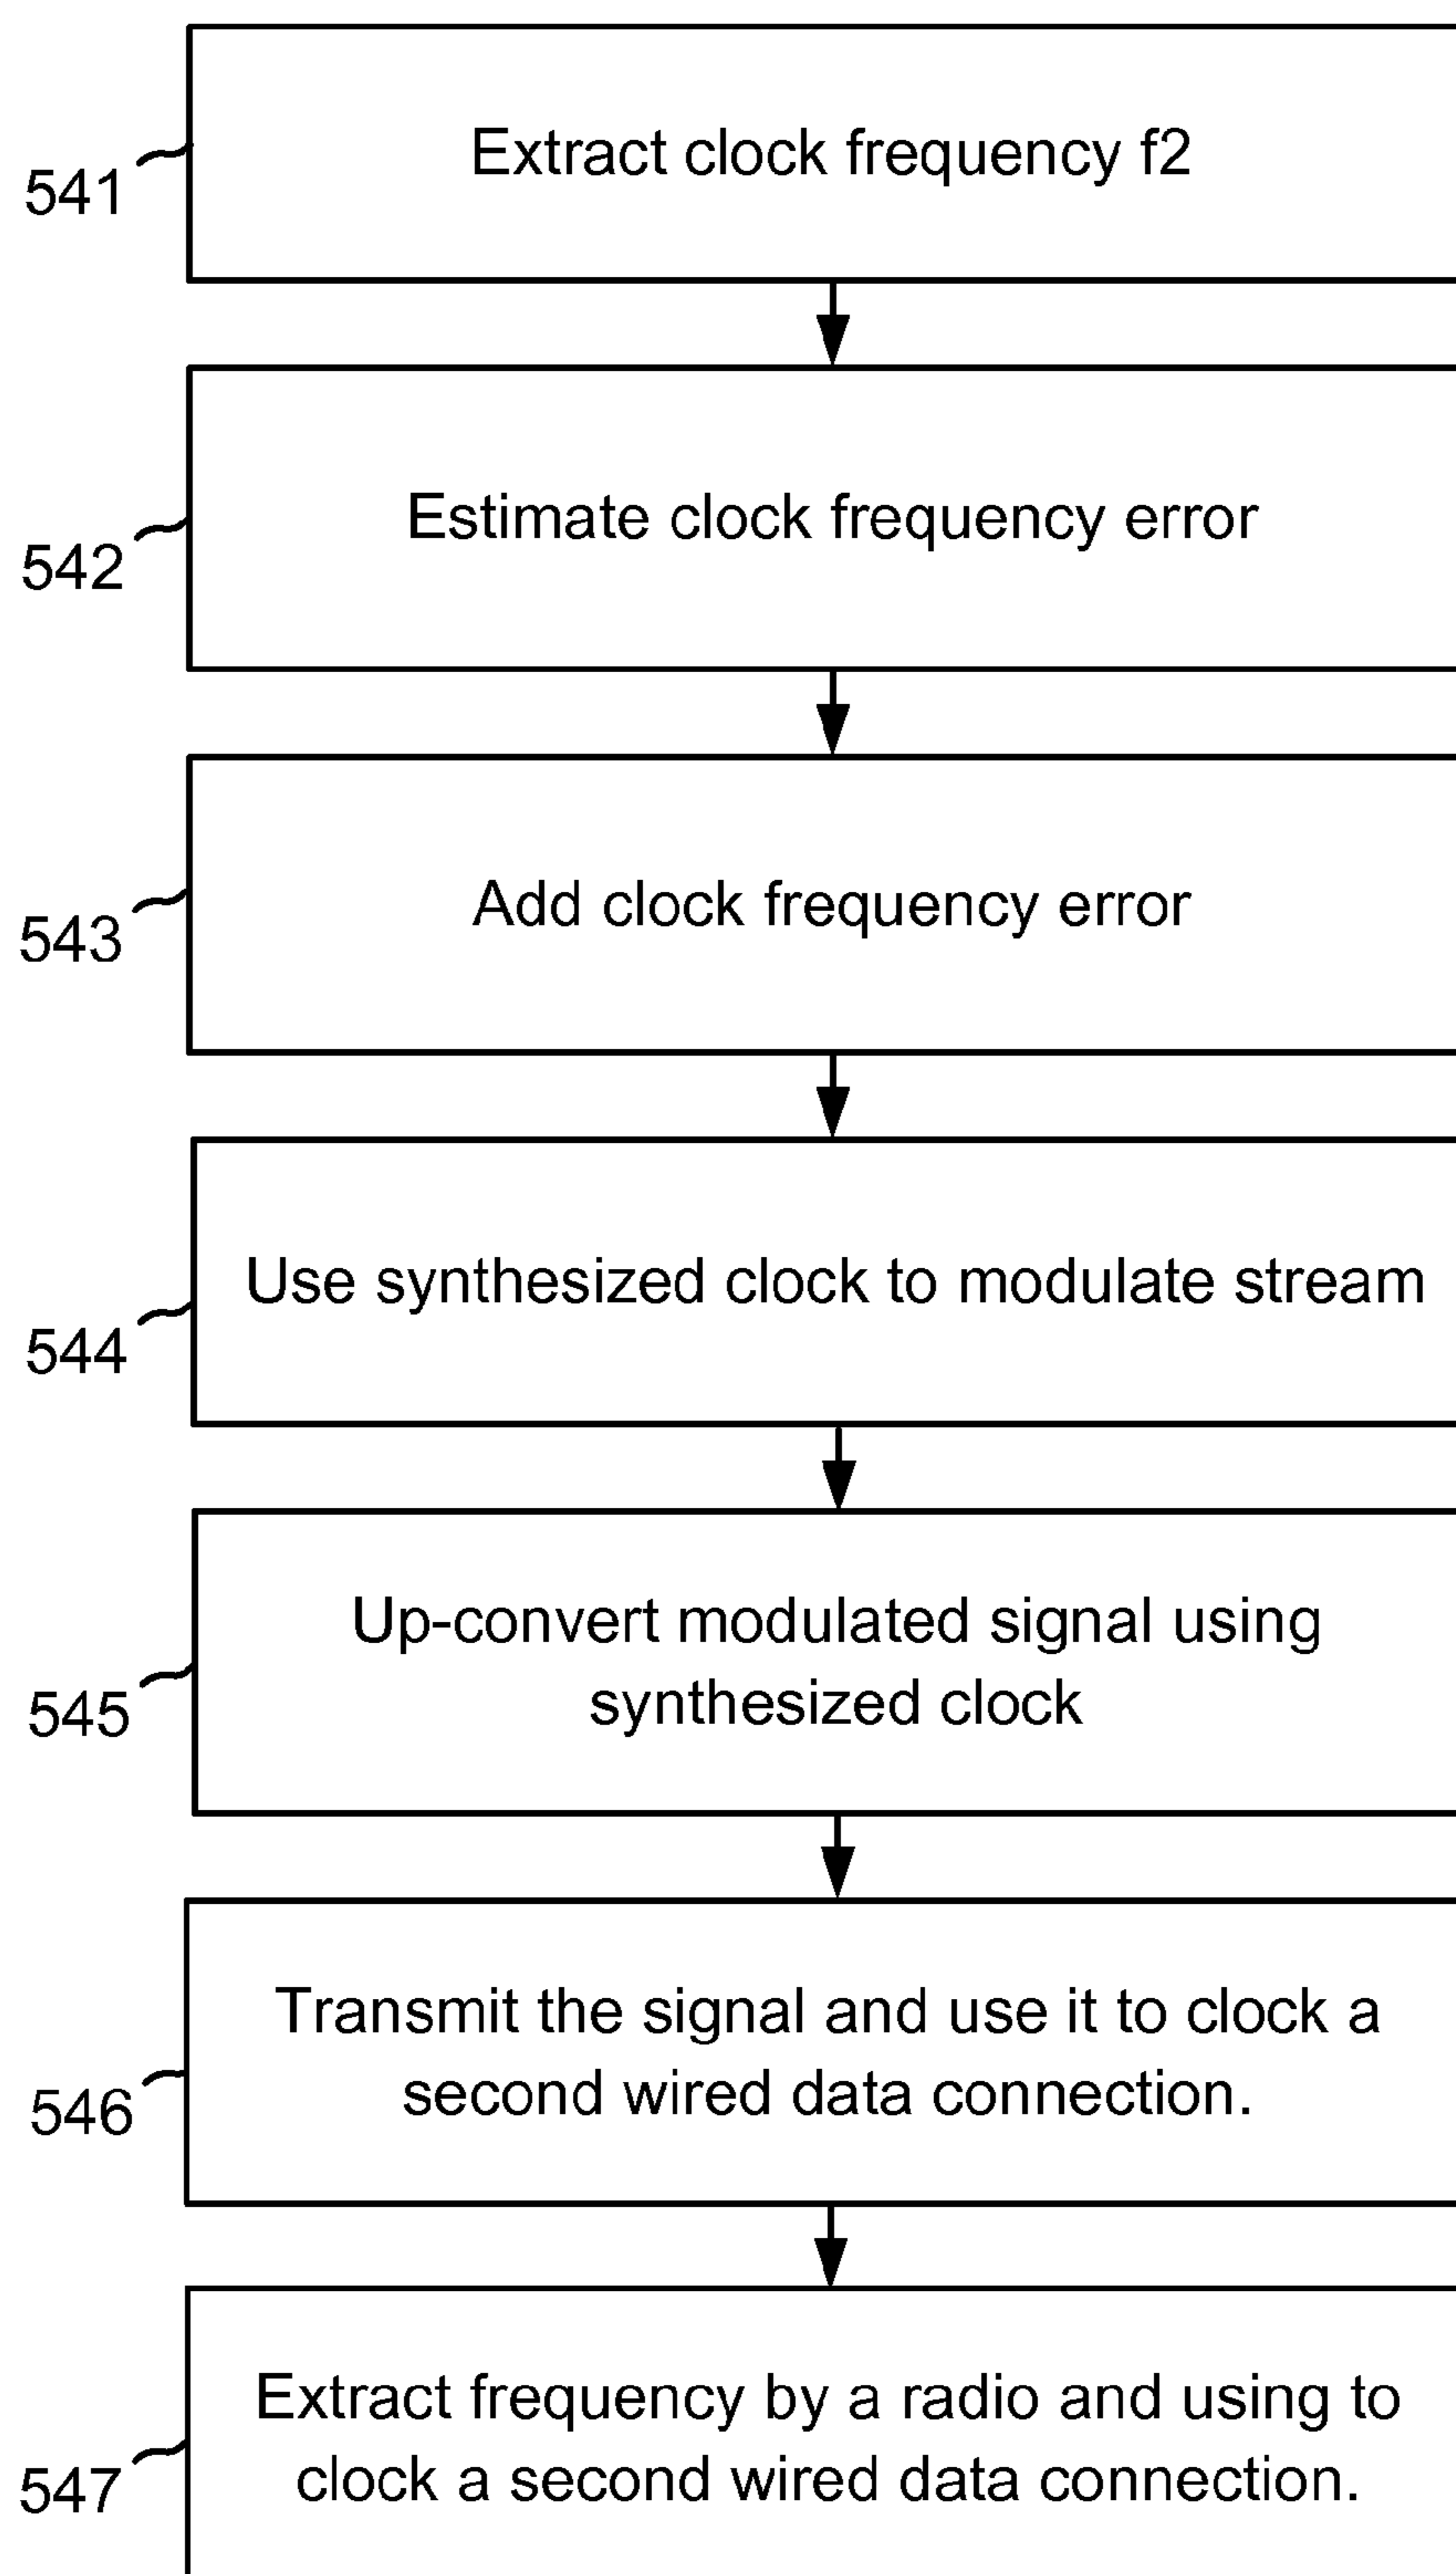 Extract clock frequency f2
541
Estimate clock frequency error
542
Add clock frequency error
543
Use synthesized clock to modulate stream
544
Up-convert modulated signal using
synthesized clock
545
Transmit the signal and use it to clock a
second wired data connection.
546
Extract frequency by a radio and using to
clock a second wired data connection.
547